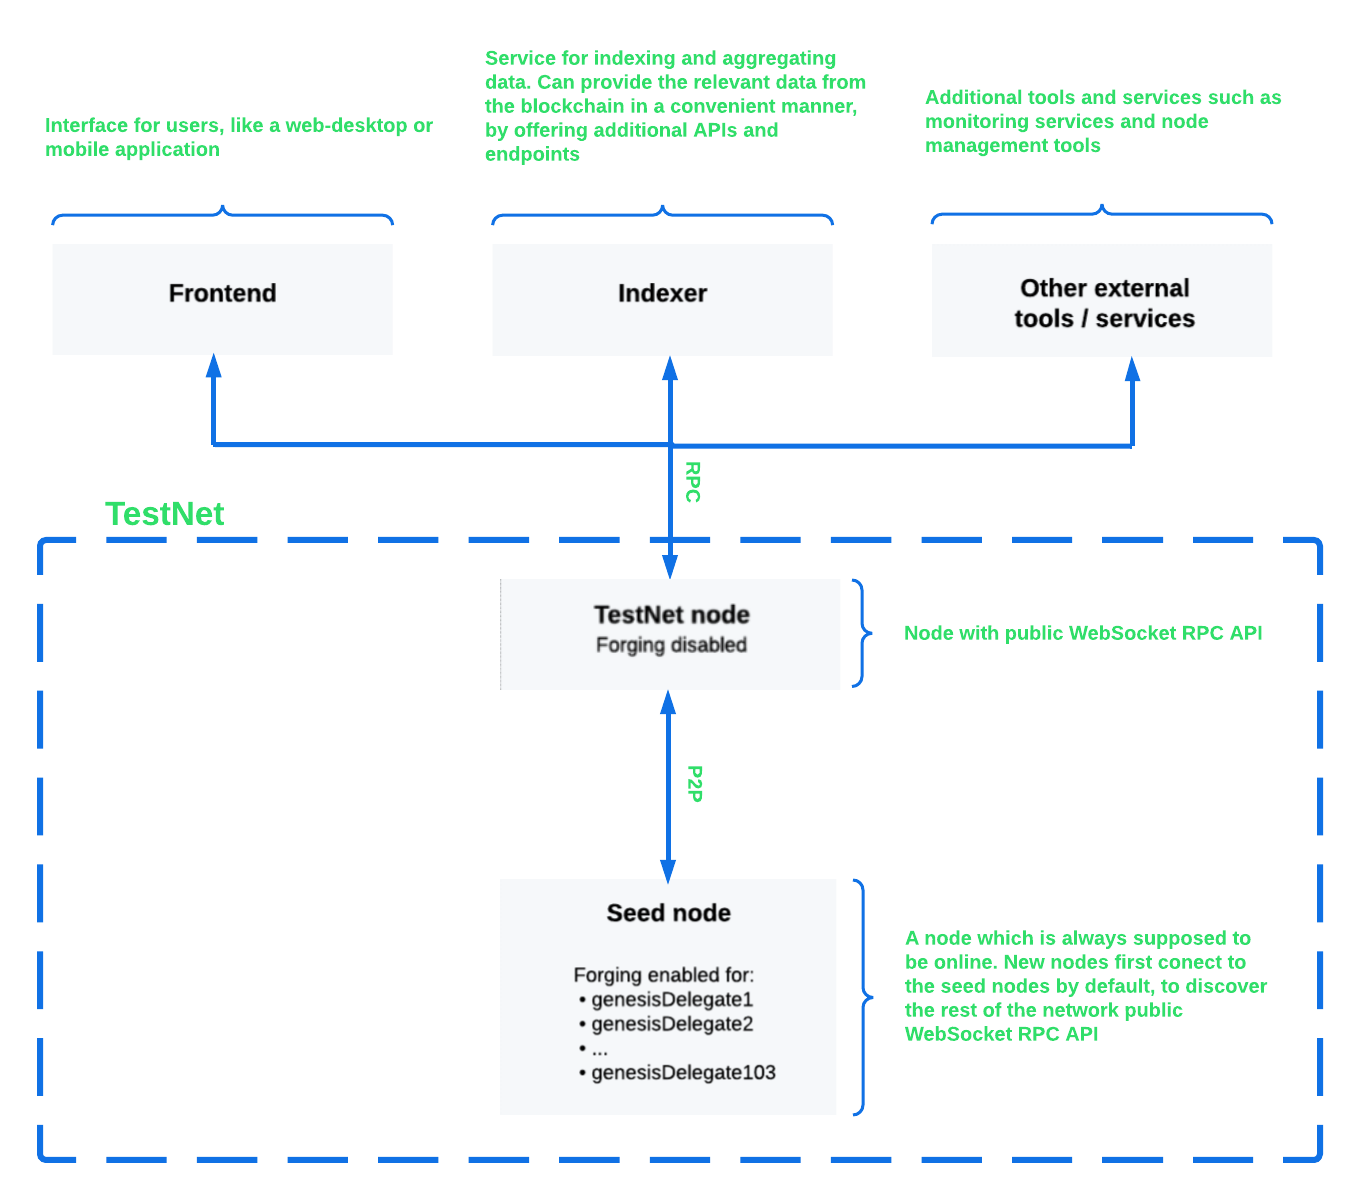 Interface for users, like a web-desktop or
mobile application
Service for indexing and aggregating
data. Can provide the relevant data from
the blockchain in a convenient manner,
by offering additional APIs and
endpoints
Additional tools and services such as
monitoring services and node
management tools
Frontend
Indexer
Other external
tools / services
RPC
TestNet
TestNet node
Forging disabled
Node with public WebSocket RPC API
P2P
Seed node
Forging enabled for:
• genesisDelegate1
• genesisDelegate2
• ...
• genesisDelegate103
A node which is always supposed to
be online. New nodes first conect to
the seed nodes by default, to discover
the rest of the network public
WebSocket RPC API